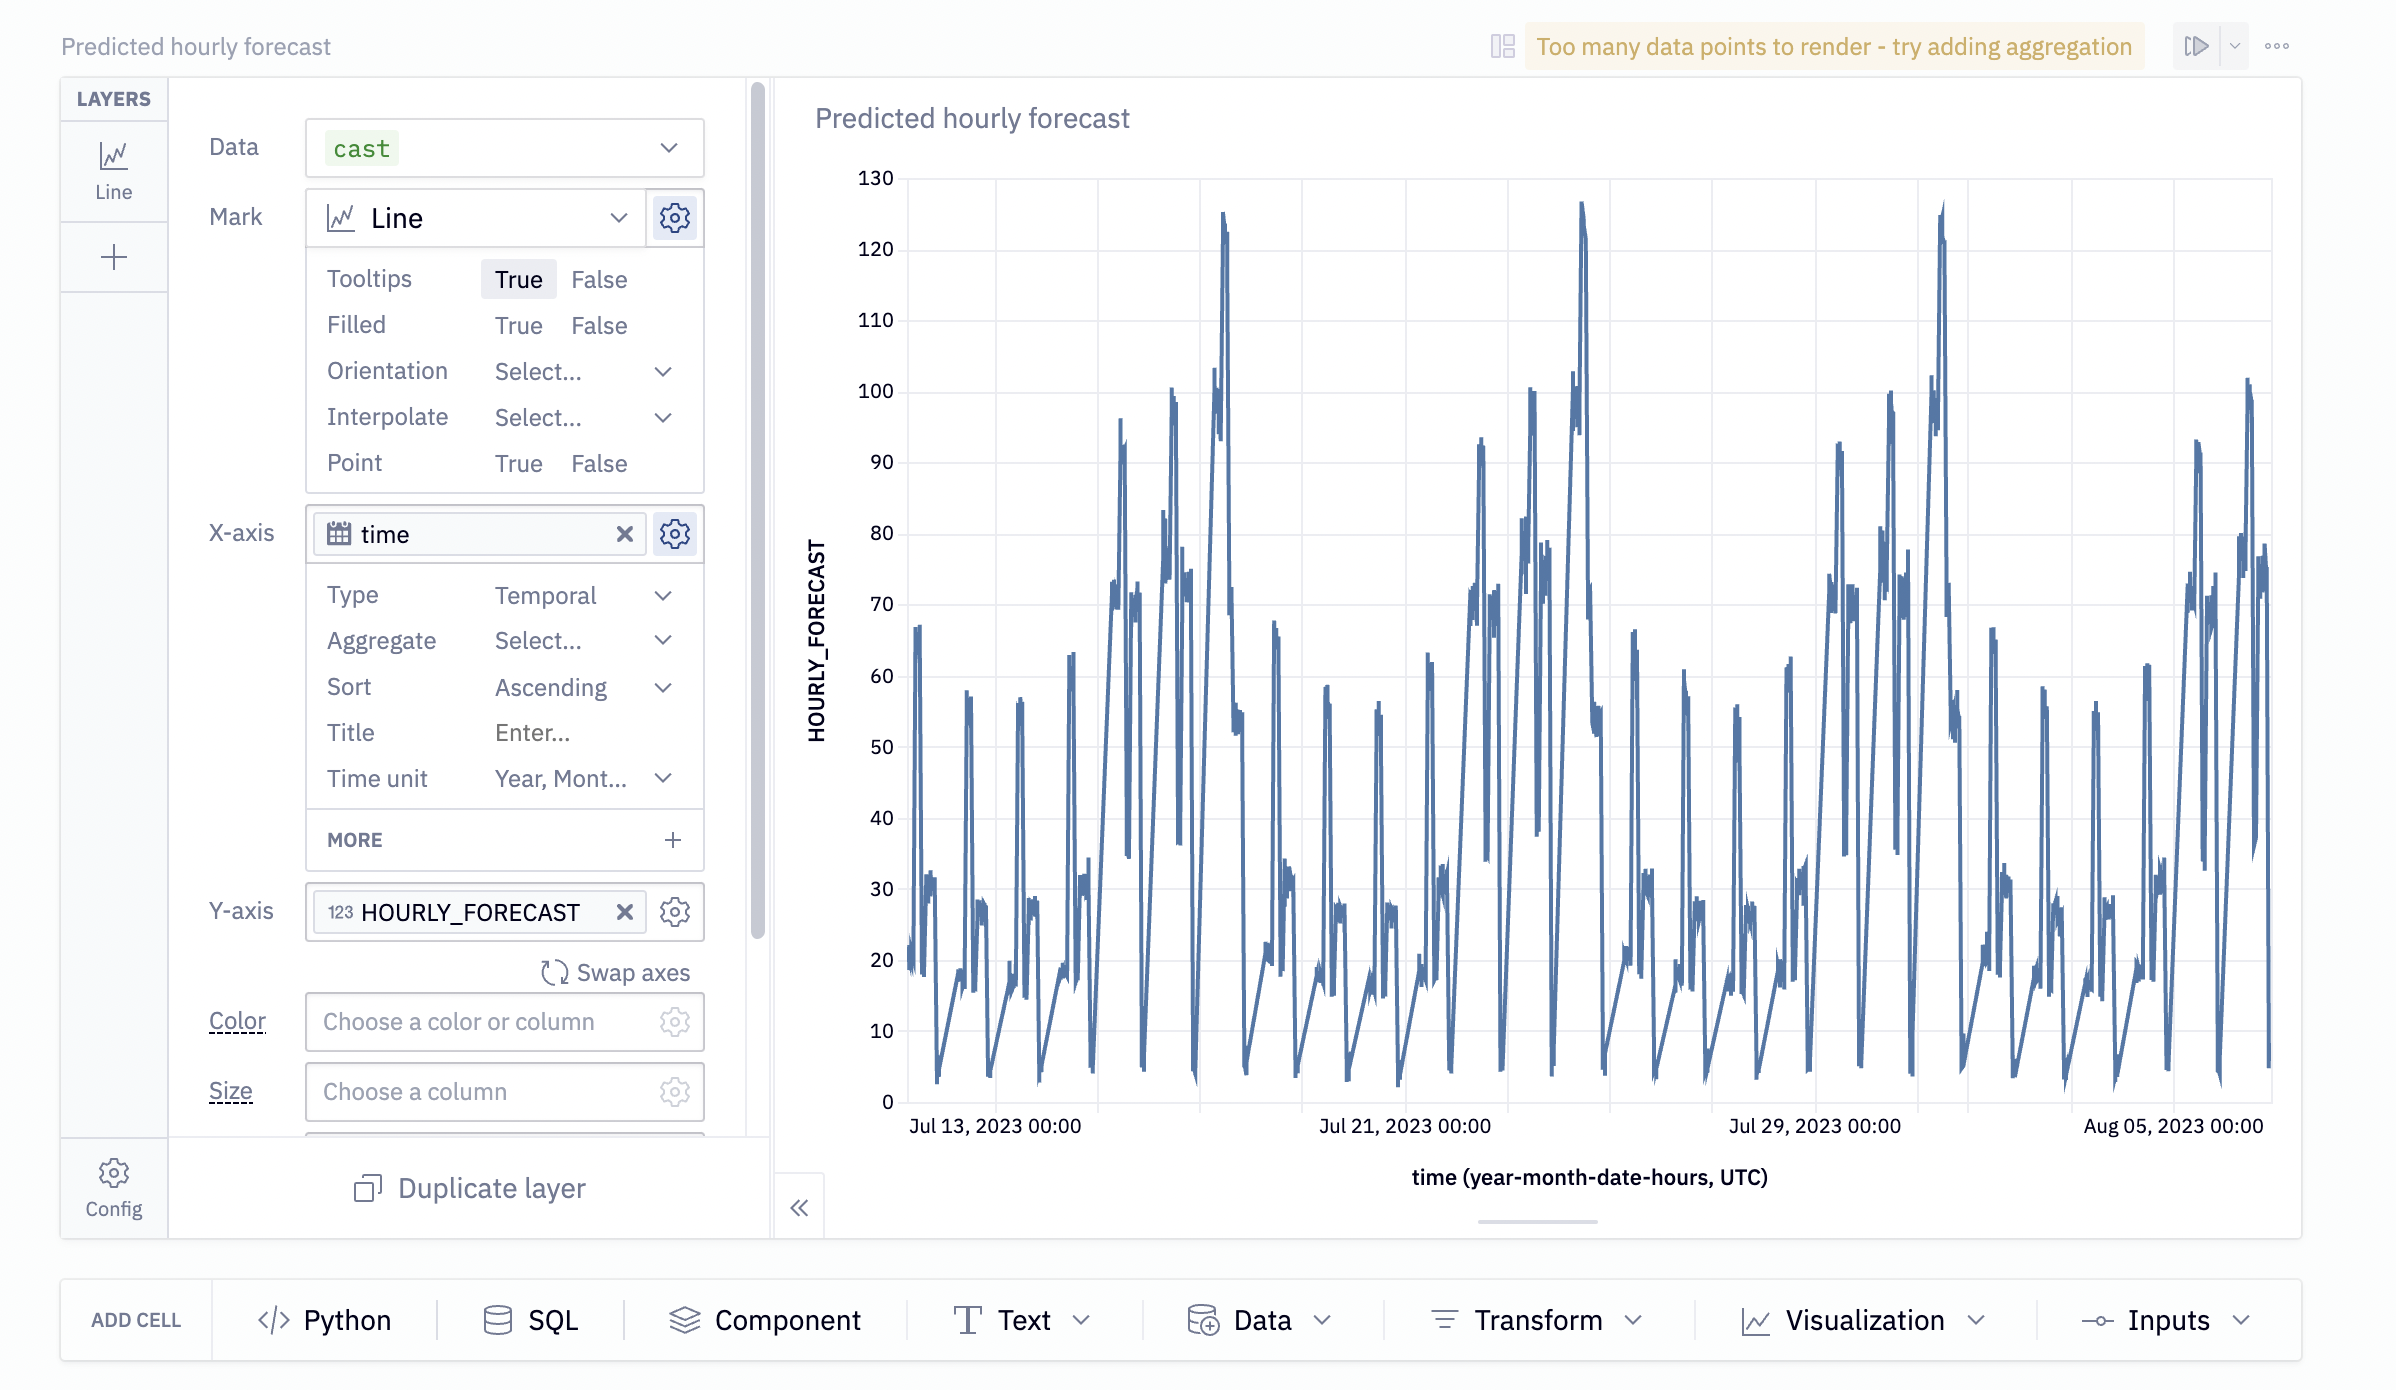 Predicted hourly forecast
Too many data points to render - try adding aggregation
LAYERS
Line
Config
Data
cast
Mark
Line
Tooltips True False
Filled True False
Orientation Select...
Interpolate Select...
Point True False
X-axis
time
Type Temporal
Aggregate Select...
Sort Ascending
Title Enter...
Time unit Year, Mont...
MORE
Y-axis
123 HOURLY_FORECAST
Swap axes
Color Choose a color or column
Size Choose a column
Duplicate layer
Predicted hourly forecast
HOURLY_FORECAST
130
120
110
100
90
80
70
60
50
40
30
20
10
0
Jul 13, 2023 00:00 Jul 21, 2023 00:00 Jul 29, 2023 00:00 Aug 05, 2023 00:00
time (year-month-date-hours, UTC)
ADD CELL Python SQL Component Text Data Transform Visualization Inputs